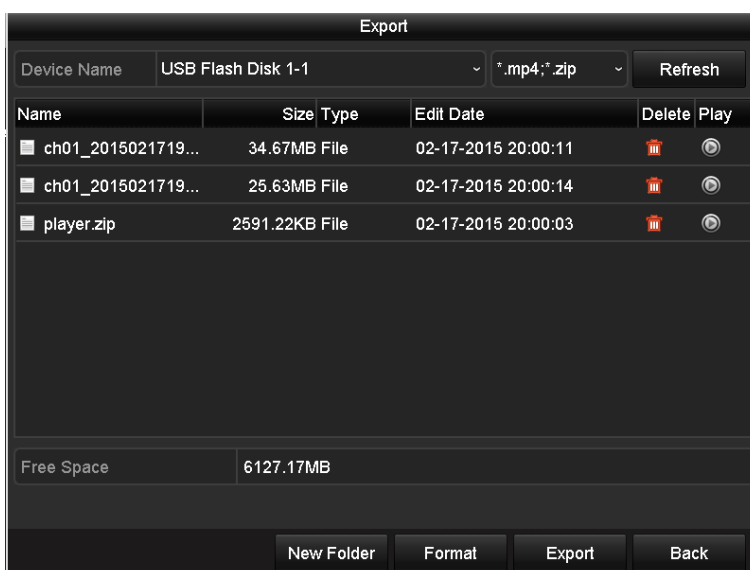 Export
Device Name USB Flash Disk 1-1 *.mp4;*.zip Refresh
Name Size Type Edit Date Delete Play
ch01_2015021719... 34.67MB File 02-17-2015 20:00:11
ch01_2015021719... 25.63MB File 02-17-2015 20:00:14
player.zip 2591.22KB File 02-17-2015 20:00:03
Free Space 6127.17MB
New Folder Format Export Back